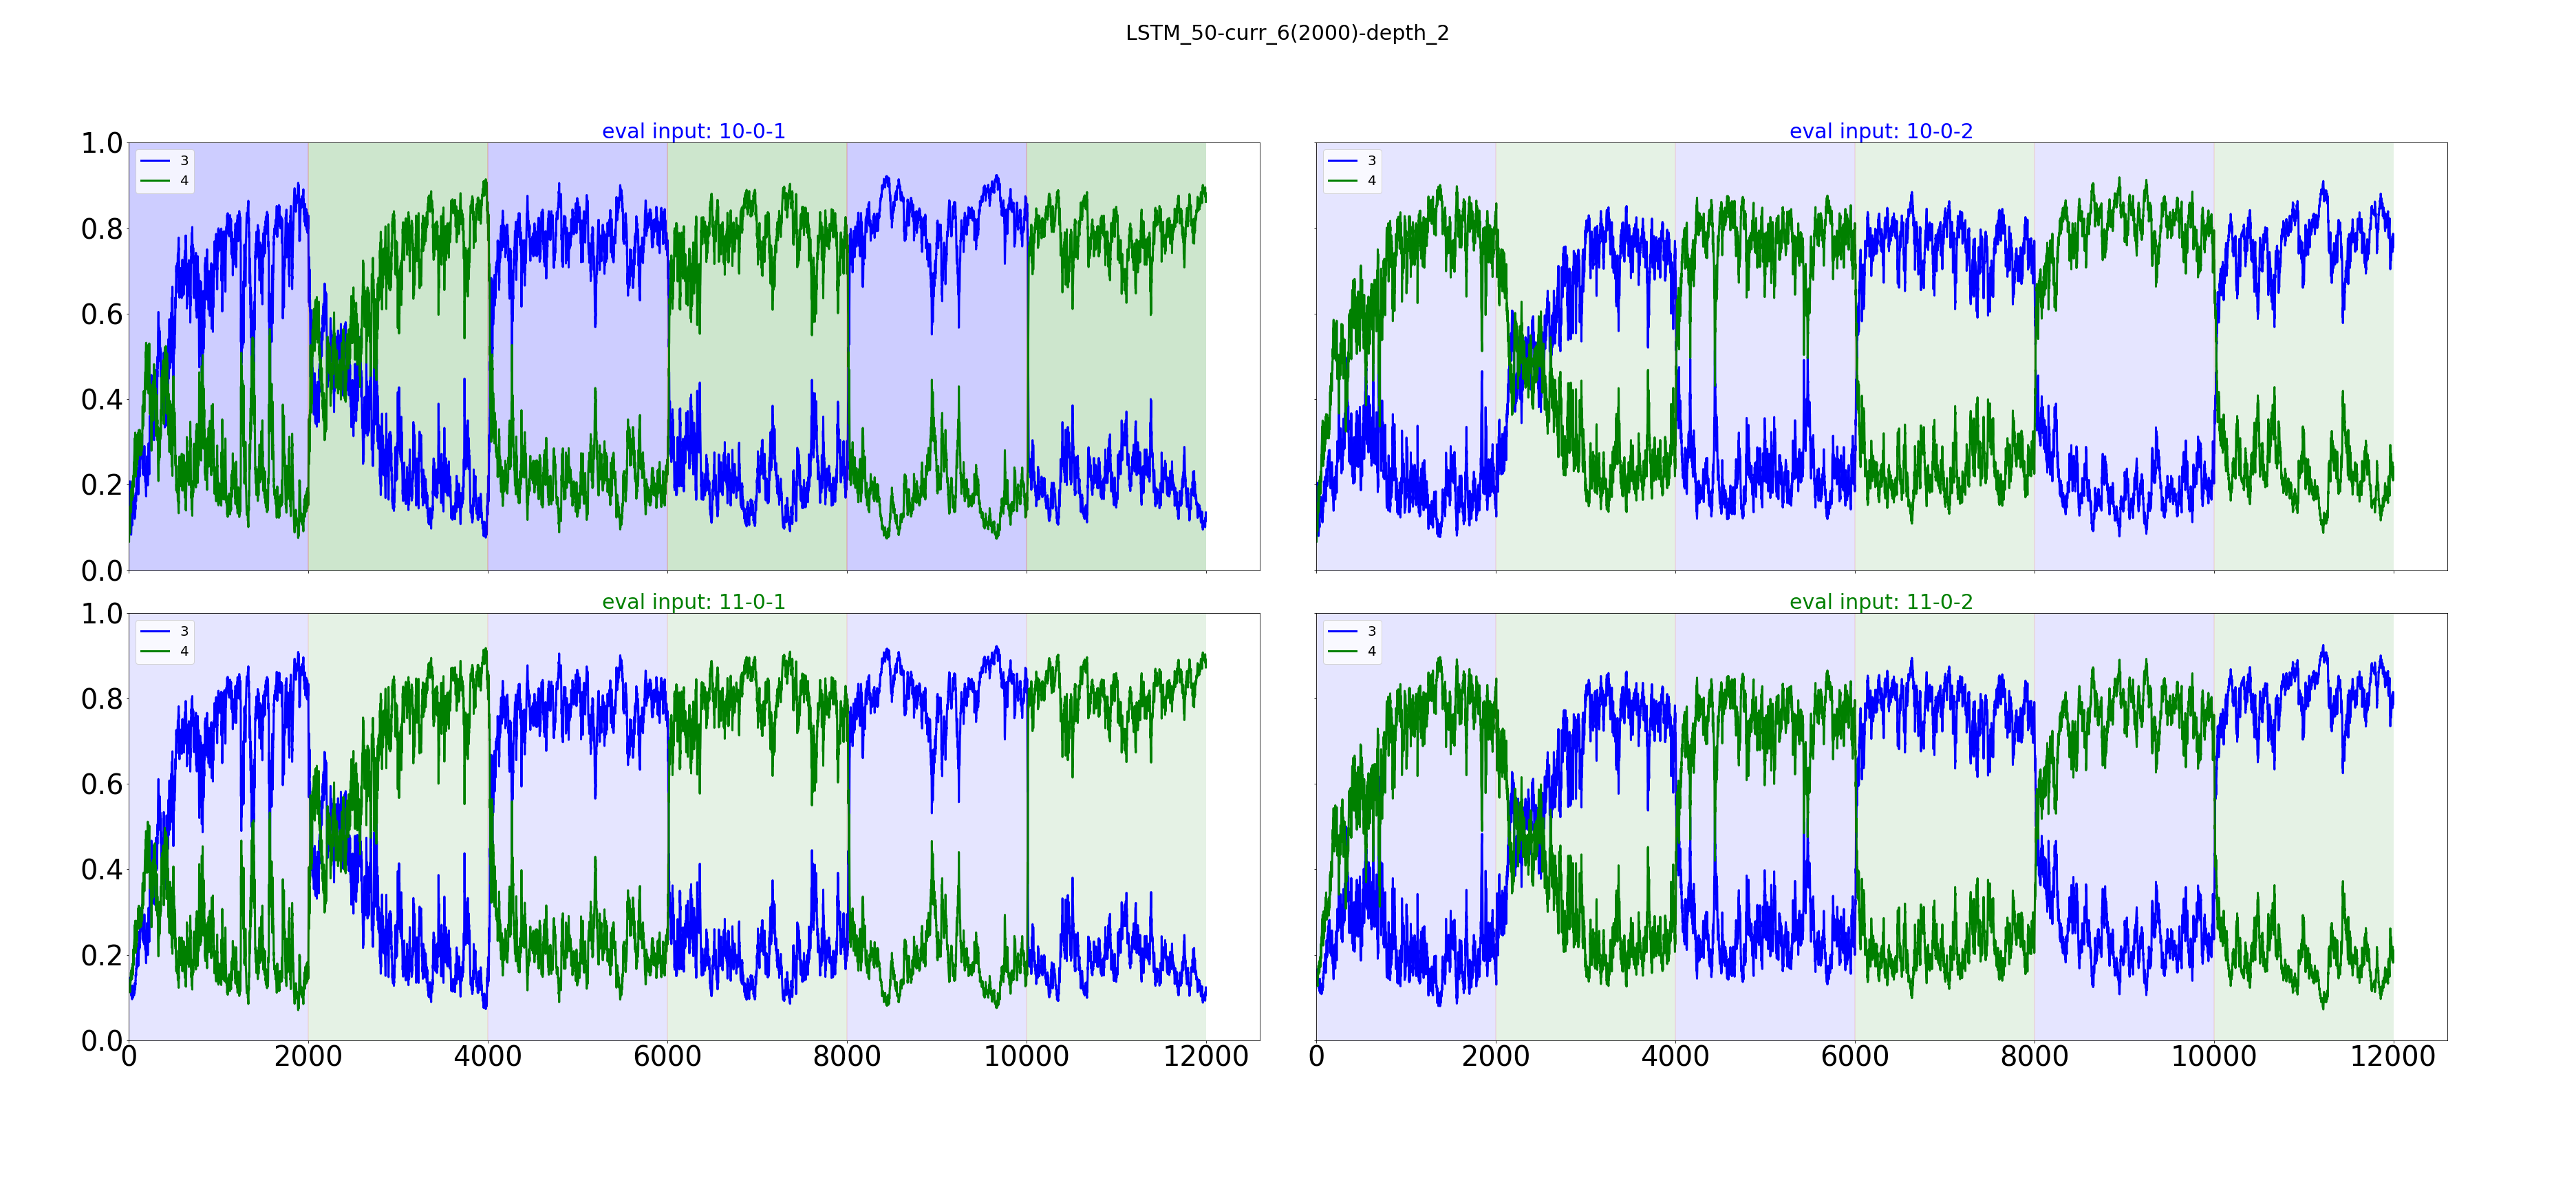 LSTM_50-curr_6(2000)-depth_2
eval input: 10-0-1
1.0
0.8
0.6
0.4
0.2
0.0
3
4
eval input: 10-0-2
3
4
eval input: 11-0-1
1.0
0.8
0.6
0.4
0.2
0.0
3
4
0 2000 4000 6000 8000 10000 12000
eval input: 11-0-2
3
4
0 2000 4000 6000 8000 10000 12000